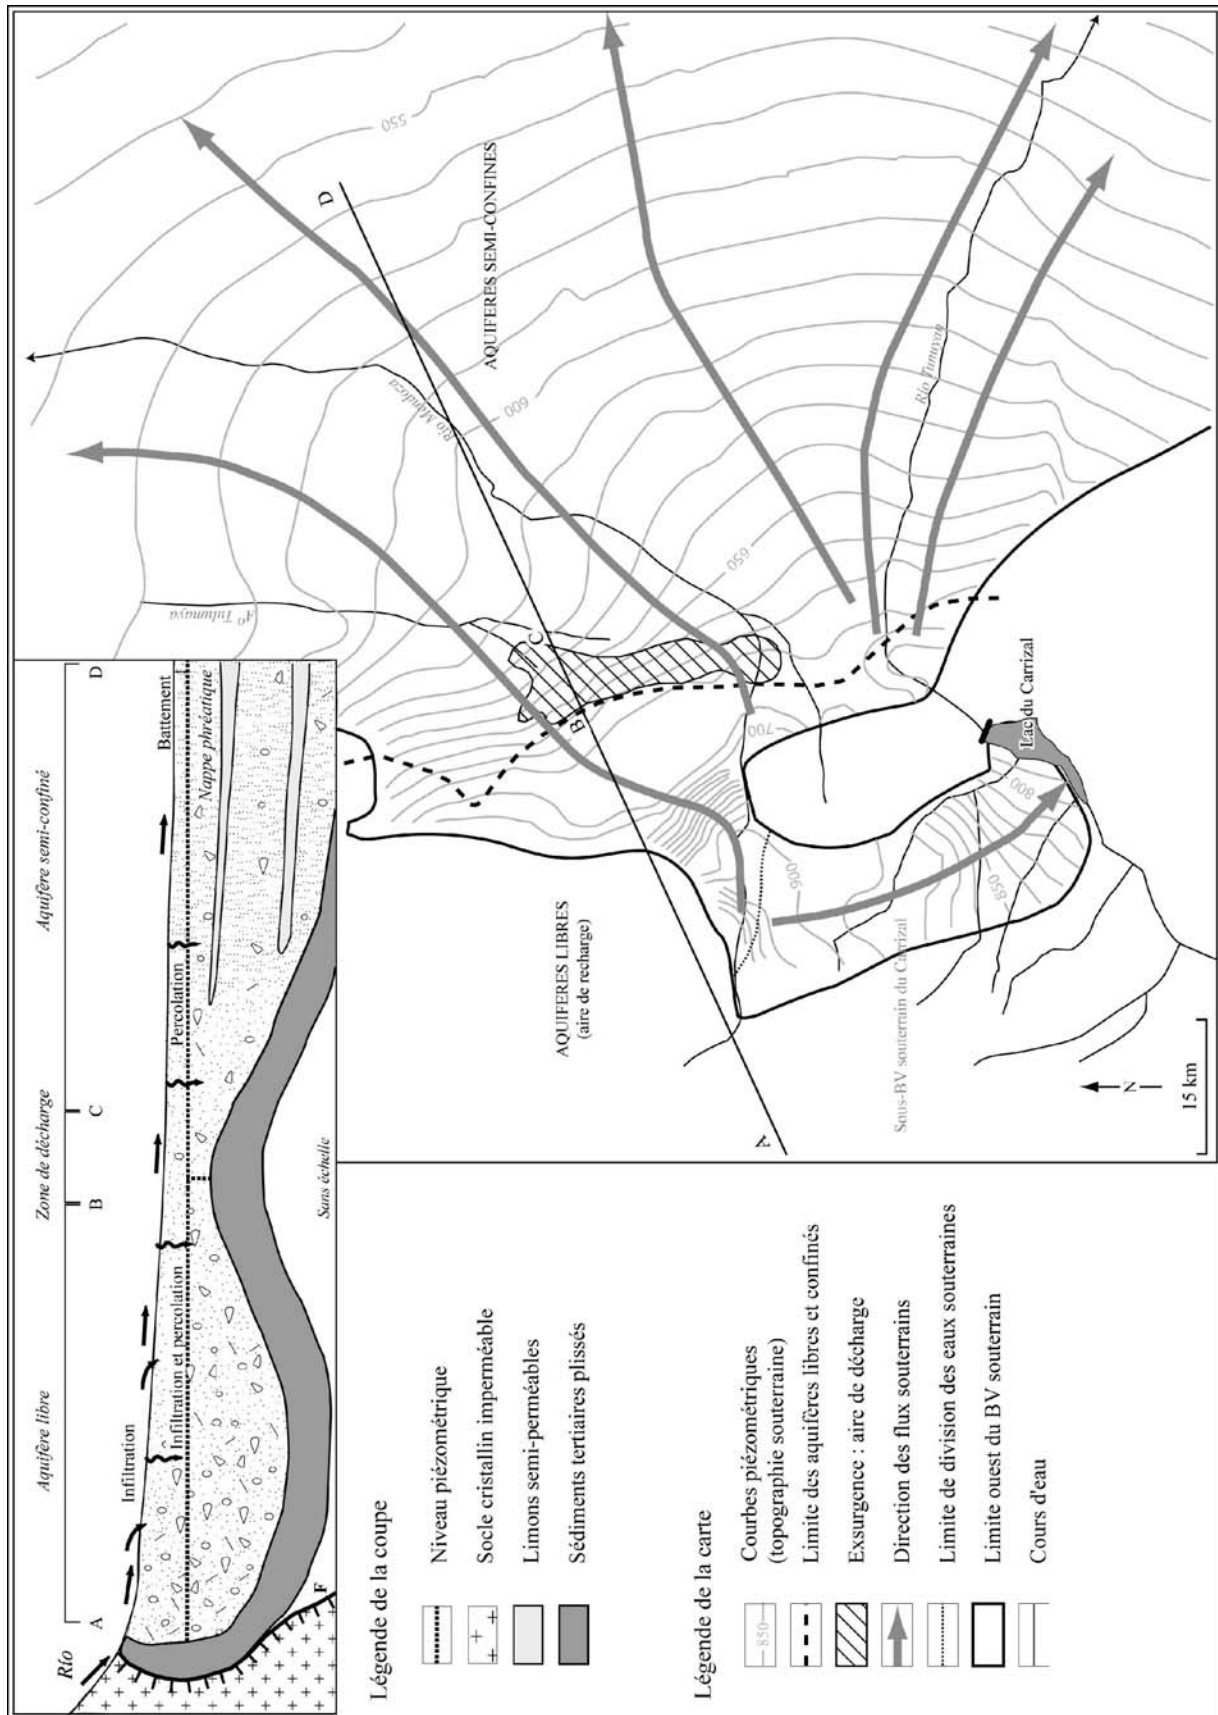 Aquifère libre
Zone de décharge
Aquifère semi-confiné
A
B
C
D
Río
Infiltration
Infiltration et percolation
Percolation
Battement
Nappe phréatique
F
Sans échelle
Légende de la coupe
Niveau piézométrique
Socle cristallin imperméable
Limons semi-perméables
Sédiments tertiaires plissés
Légende de la carte
850
Courbes piézométriques
(topographie souterraine)
Limite des aquifères libres et confinés
Exsurgence : aire de décharge
Direction des flux souterrains
Limite de division des eaux souterraines
Limite ouest du BV souterrain
Cours d'eau
A
B
C
D
AQUIFERES LIBRES
(aire de recharge)
AQUIFERES SEMI-CONFINES
Aº Tulumaya
Río Mendoza
Río Tunuyan
550
600
650
700
900
850
800
Sous-BV souterrain du Carrizal
Lac du Carrizal
N
15 km